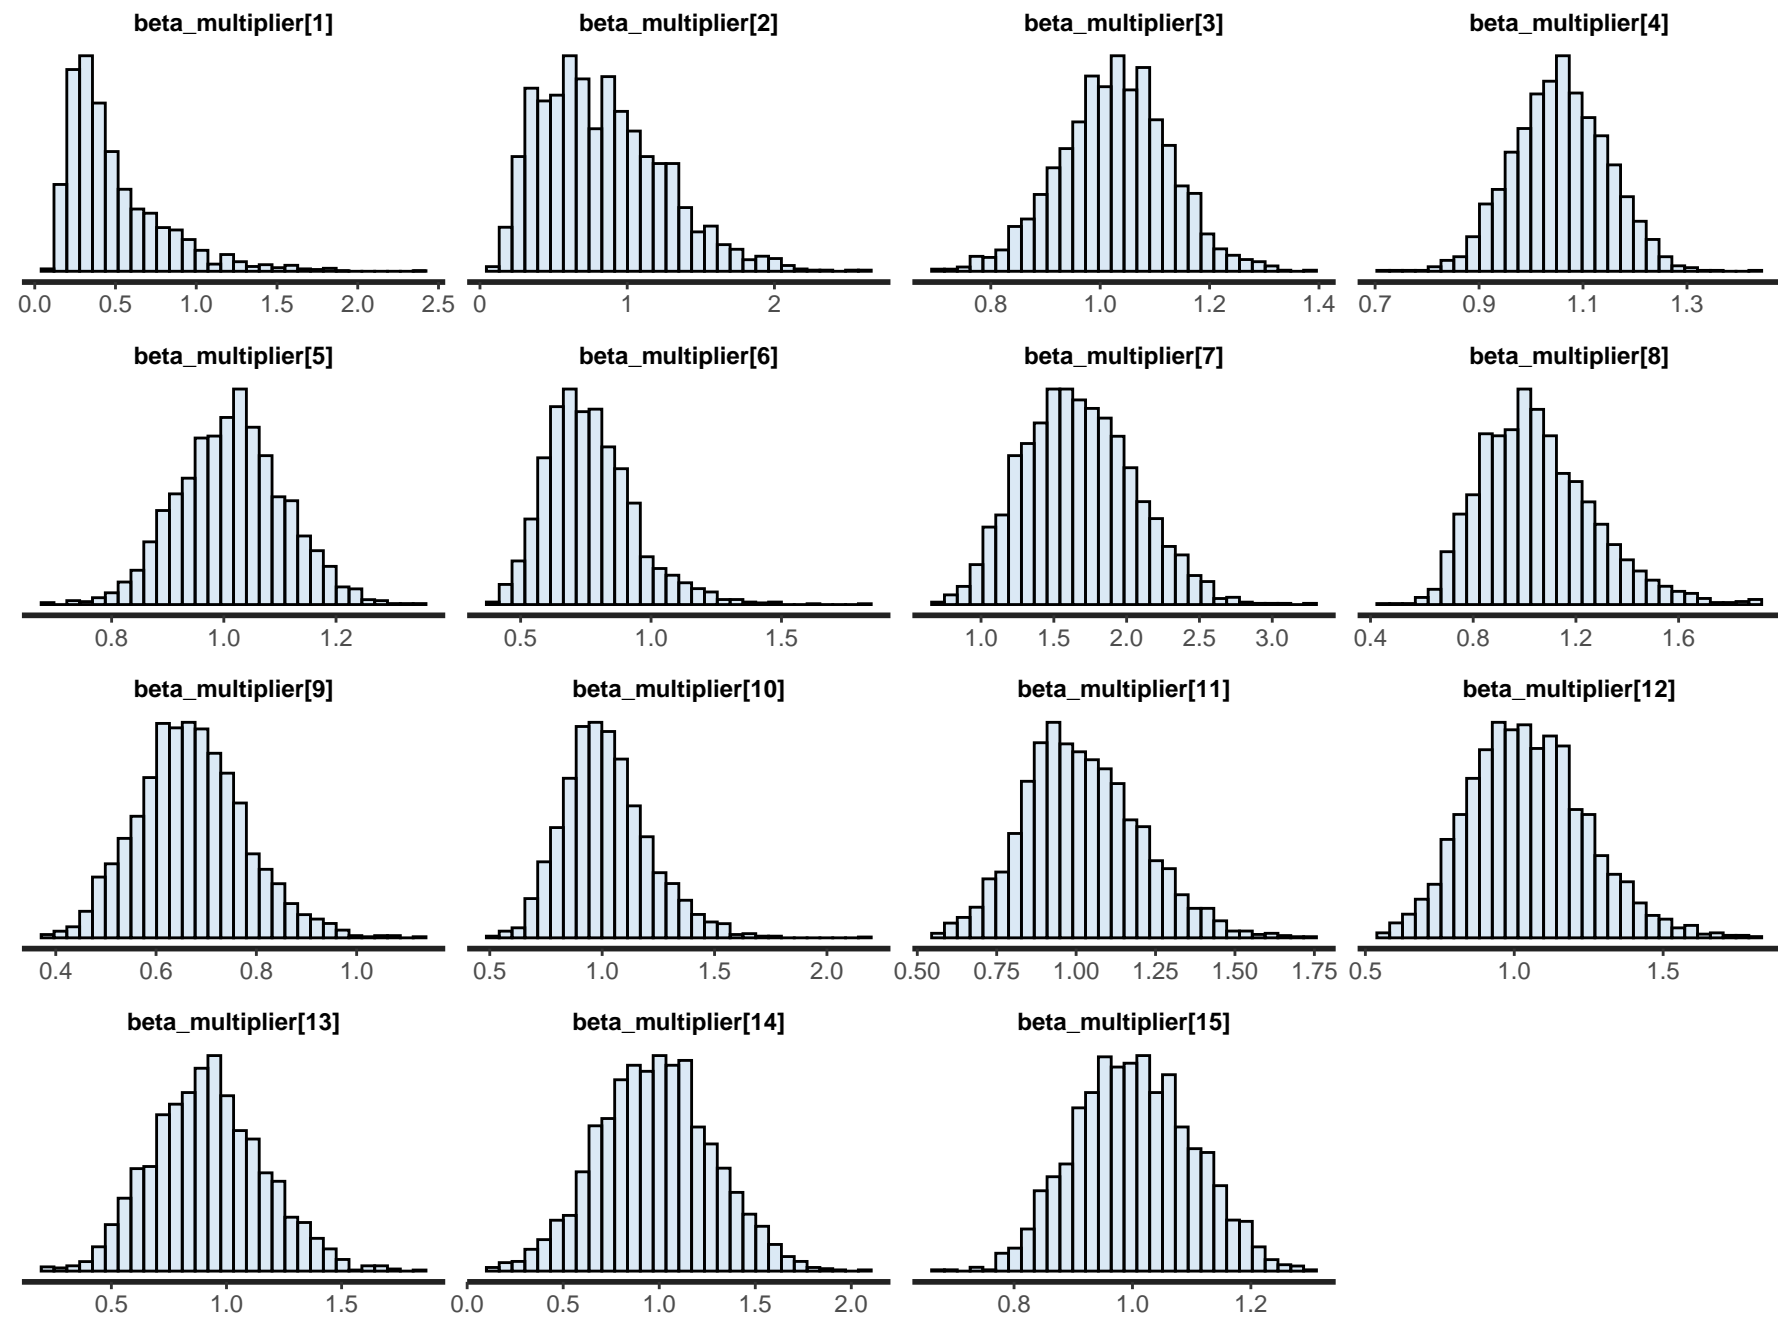 beta_multiplier[1] beta_multiplier[2] beta_multiplier[3] beta_multiplier[4]
0.0 0.5 1.0 1.5 2.0 2.5 0 1 2 0.8 1.0 1.2 1.4 0.7 0.9 1.1 1.3
beta_multiplier[5] beta_multiplier[6] beta_multiplier[7] beta_multiplier[8]
0.8 1.0 1.2 0.5 1.0 1.5 1.0 1.5 2.0 2.5 3.0 0.4 0.8 1.2 1.6
beta_multiplier[9] beta_multiplier[10] beta_multiplier[11] beta_multiplier[12]
0.4 0.6 0.8 1.0 0.5 1.0 1.5 2.0 0.50 0.75 1.00 1.25 1.50 1.75 0.5 1.0 1.5
beta_multiplier[13] beta_multiplier[14] beta_multiplier[15]
0.5 1.0 1.5 0.0 0.5 1.0 1.5 2.0 0.8 1.0 1.2